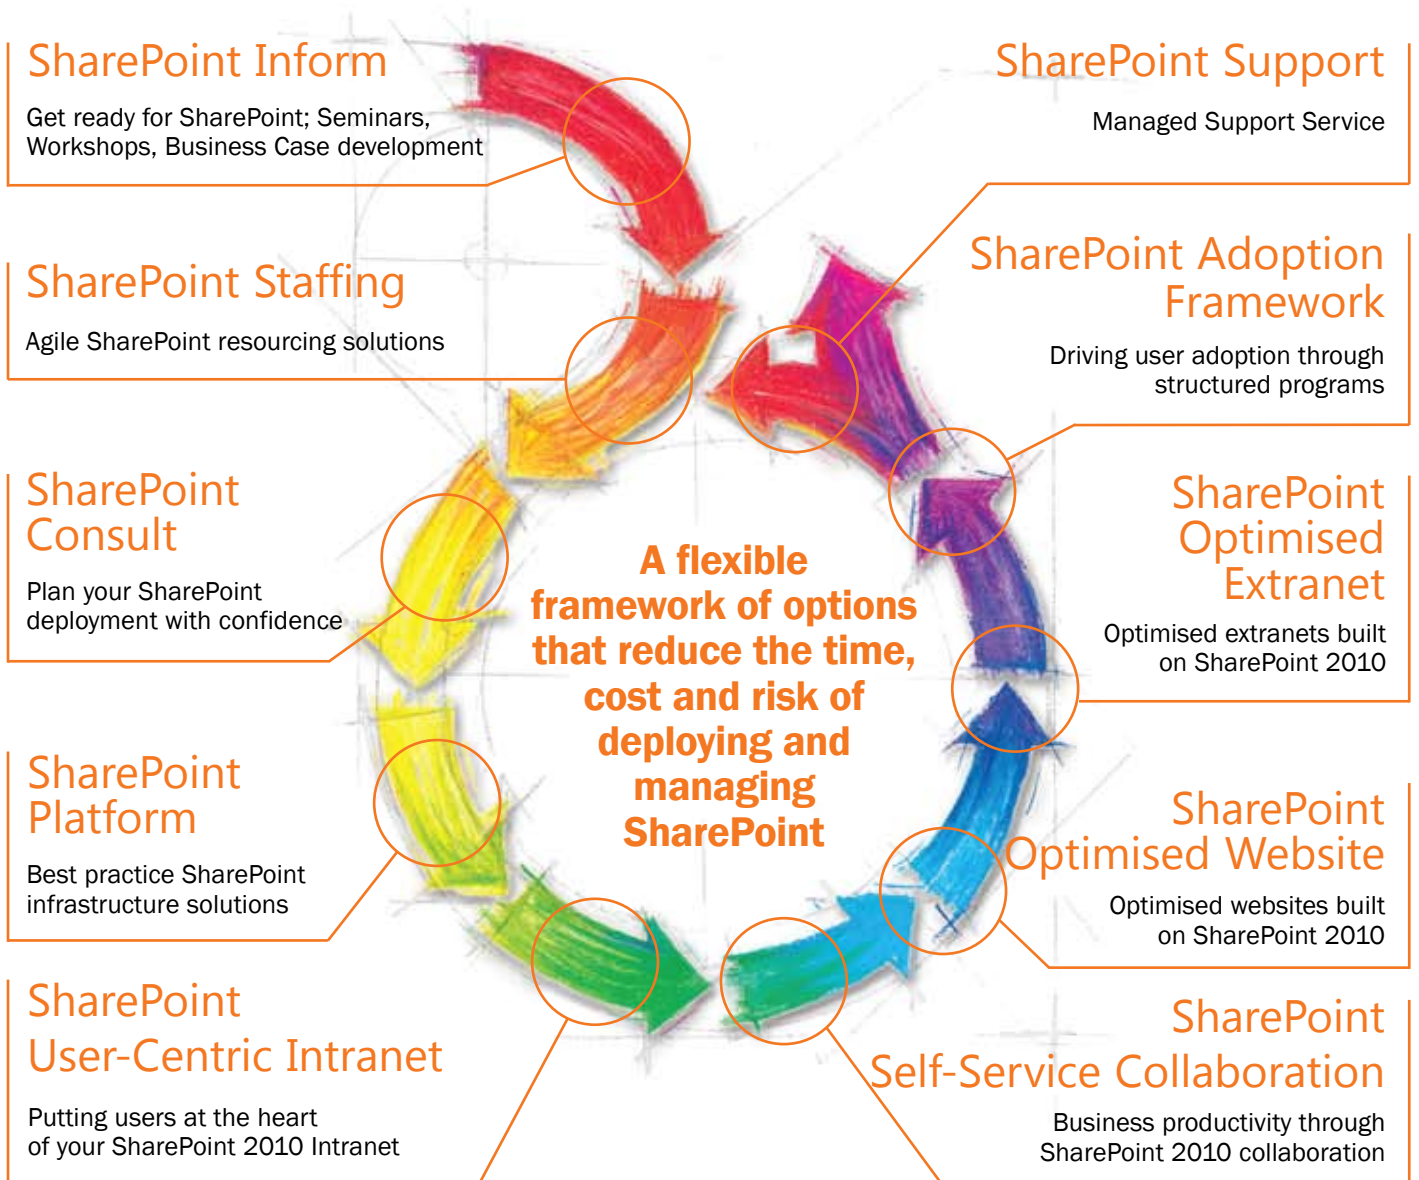 SharePoint Inform
Get ready for SharePoint; Seminars,
Workshops, Business Case development
SharePoint Staffing
Agile SharePoint resourcing solutions
SharePoint
Consult
Plan your SharePoint
deployment with confidence
SharePoint
Platform
Best practice SharePoint
infrastructure solutions
SharePoint
User-Centric Intranet
Putting users at the heart
of your SharePoint 2010 Intranet
A flexible
framework of options
that reduce the time,
cost and risk of
deploying and
managing
SharePoint
SharePoint Support
Managed Support Service
SharePoint Adoption
Framework
Driving user adoption through
structured programs
SharePoint
Optimised
Extranet
Optimised extranets built
on SharePoint 2010
SharePoint
Optimised Website
Optimised websites built
on SharePoint 2010
SharePoint
Self-Service Collaboration
Business productivity through
SharePoint 2010 collaboration